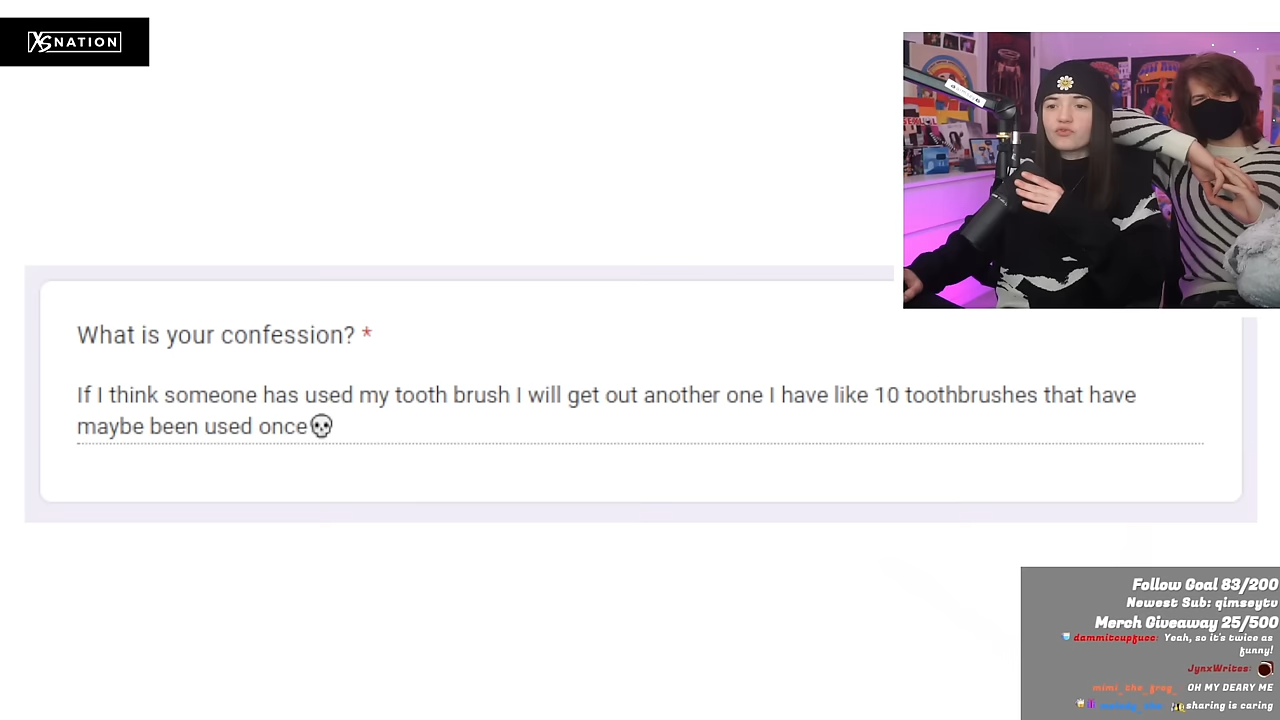 XSNATION
What is your confession? *
If I think someone has used my tooth brush I will get out another one I have like 10 toothbrushes that have
maybe been used once💀
Follow Goal 83/200
Newest Sub: qimseytv
Merch Giveaway 25/500
dammitcupfucc: Yeah, so it's twice as
funny!
JynxWrites:
mimi_the_frog_ OH MY DEARY ME
sharing is caring